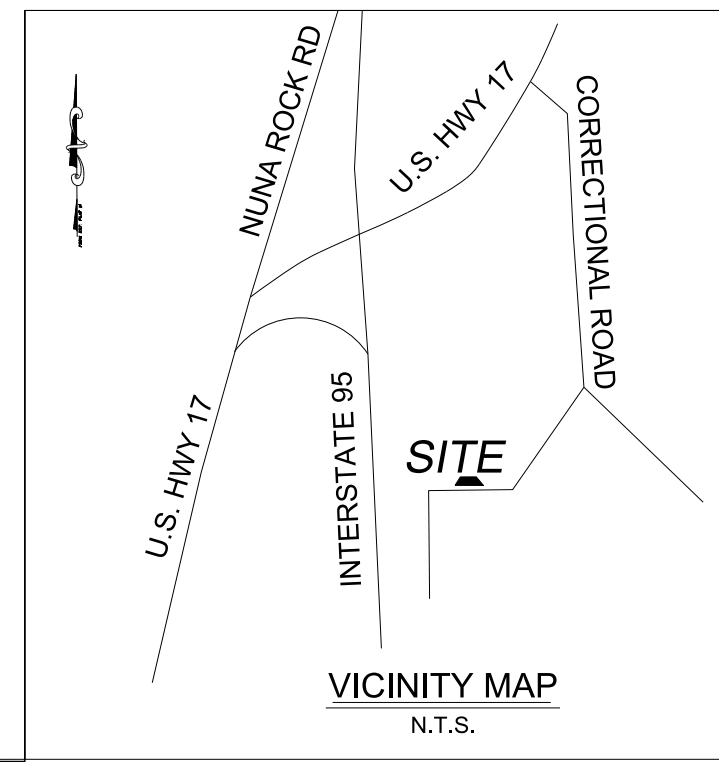 NUNA ROCK RD
U.S. HWY 17
CORRECTIONAL ROAD
U.S. HWY 17
INTERSTATE 95
SITE
VICINITY MAP
N.T.S.